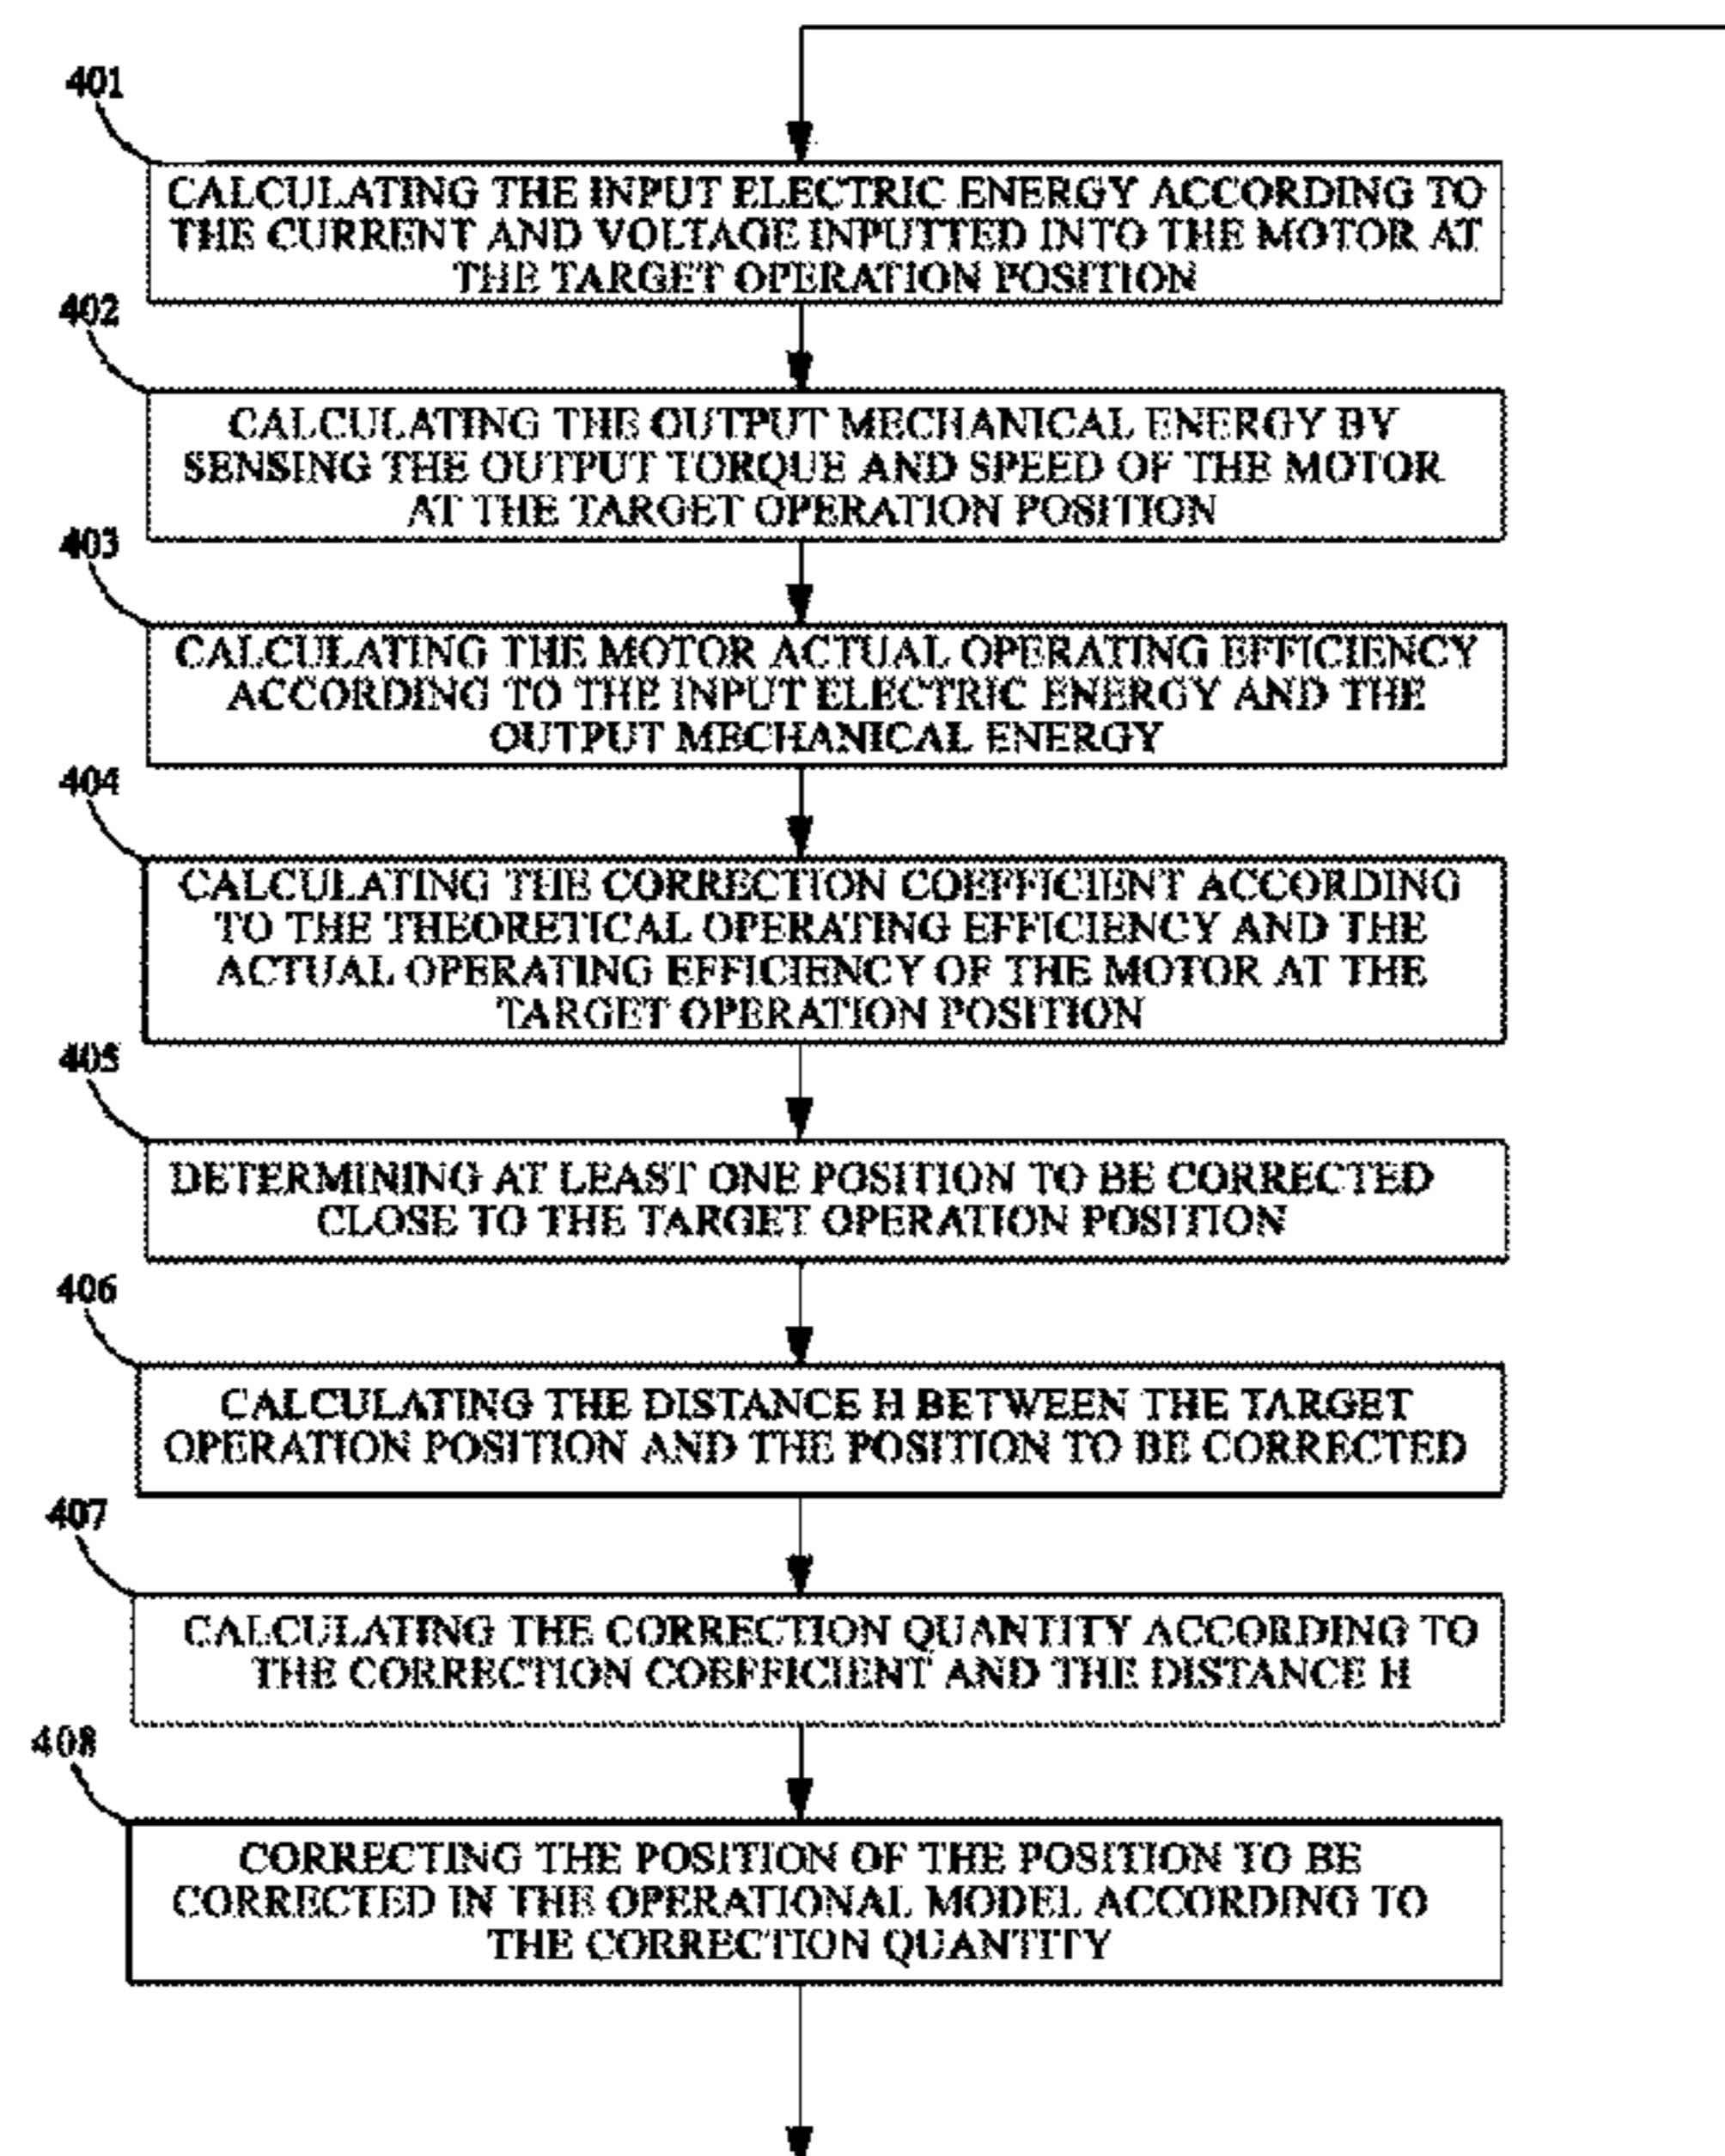 401
CALCULATING THE INPUT ELECTRIC ENERGY ACCORDING TO
THE CURRENT AND VOLTAGE INPUTTED INTO THE MOTOR AT
THE TARGET OPERATION POSITION
402
CALCULATING THE OUTPUT MECHANICAL ENERGY BY
SENSING THE OUTPUT TORQUE AND SPEED OF THE MOTOR
AT THE TARGET OPERATION POSITION
403
CALCULATING THE MOTOR ACTUAL OPERATING EFFICIENCY
ACCORDING TO THE INPUT ELECTRIC ENERGY AND THE
OUTPUT MECHANICAL ENERGY
404
CALCULATING THE CORRECTION COEFFICIENT ACCORDING
TO THE THEORETICAL OPERATING EFFICIENCY AND THE
ACTUAL OPERATING EFFICIENCY OF THE MOTOR AT THE
TARGET OPERATION POSITION
405
DETERMINING AT LEAST ONE POSITION TO BE CORRECTED
CLOSE TO THE TARGET OPERATION POSITION
406
CALCULATING THE DISTANCE H BETWEEN THE TARGET
OPERATION POSITION AND THE POSITION TO BE CORRECTED
407
CALCULATING THE CORRECTION QUANTITY ACCORDING TO
THE CORRECTION COEFFICIENT AND THE DISTANCE H
408
CORRECTING THE POSITION OF THE POSITION TO BE
CORRECTED IN THE OPERATIONAL MODEL ACCORDING TO
THE CORRECTION QUANTITY